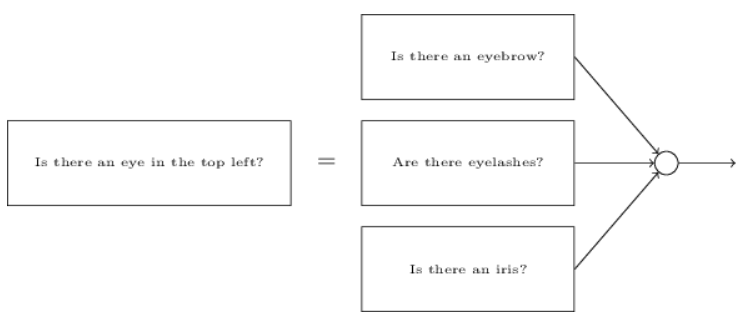 Is there an eyebrow?
Is there an eye in the top left?
=
Are there eyelashes?
Is there an iris?